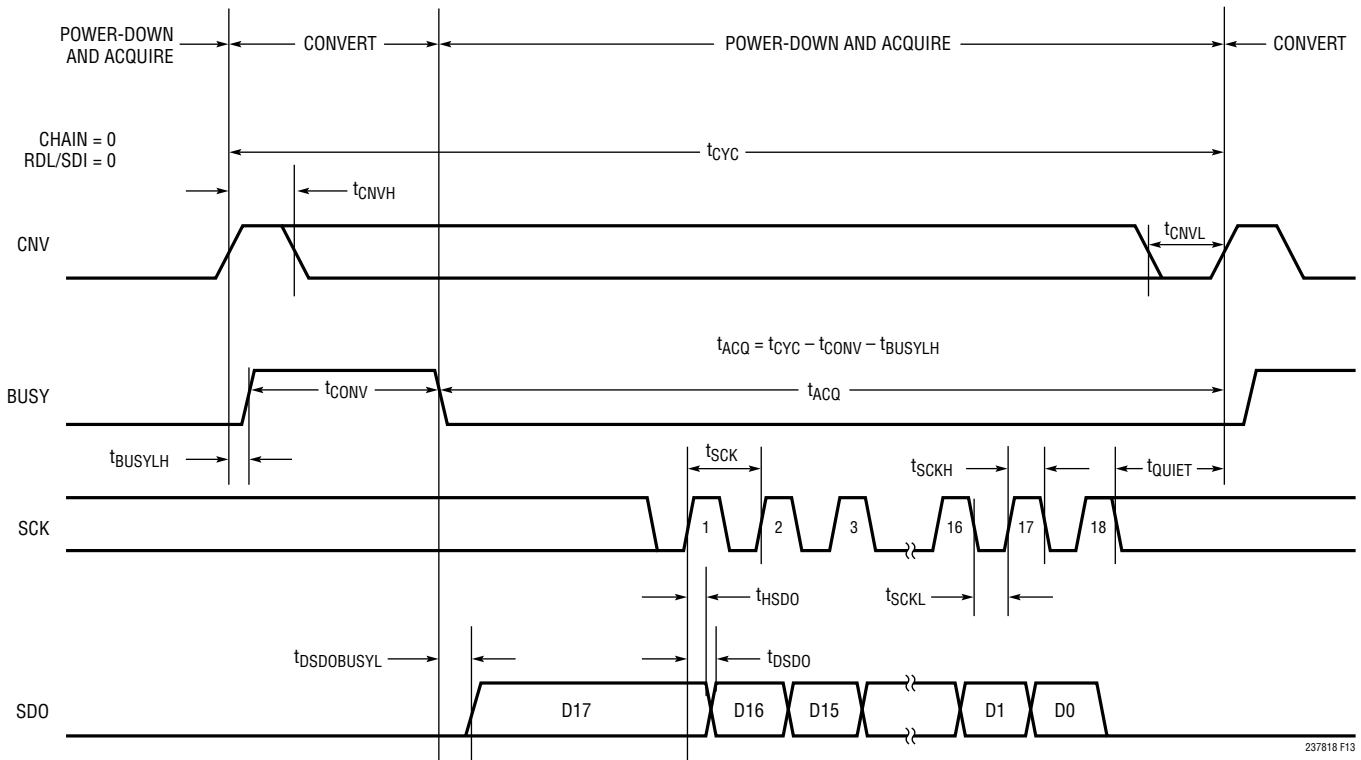 POWER-DOWN
AND ACQUIRE
CONVERT
POWER-DOWN AND ACQUIRE
CONVERT
CHAIN = 0
RDL/SDI = 0
tCYC
tCNVH
CNV
tCNVL
tACQ = tCYC – tCONV – tBUSYLH
BUSY
tCONV
tACQ
tBUSYLH
tSCK
tSCKH
tQUIET
SCK
1
2
3
16
17
18
tHSDO
tSCKL
tDSDOBUSYL
tDSDO
SDO
D17
D16
D15
D1
D0
237818 F13